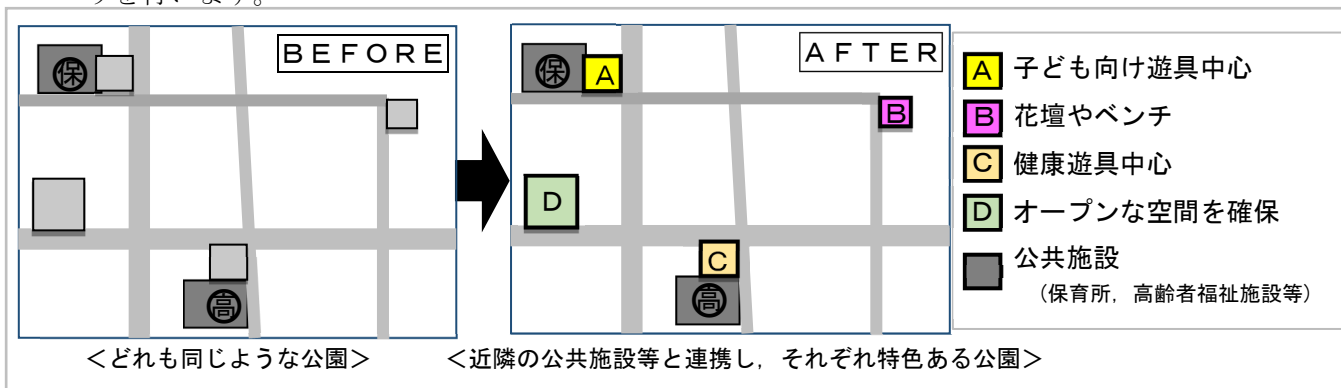 BEFORE
保
高
AFTER
保
A
B
D
C
高
A 子ども向け遊具中心
B 花壇やベンチ
C 健康遊具中心
D オープンな空間を確保
公共施設
（保育所，高齢者福祉施設等）
＜どれも同じような公園＞
＜近隣の公共施設等と連携し，それぞれ特色ある公園＞